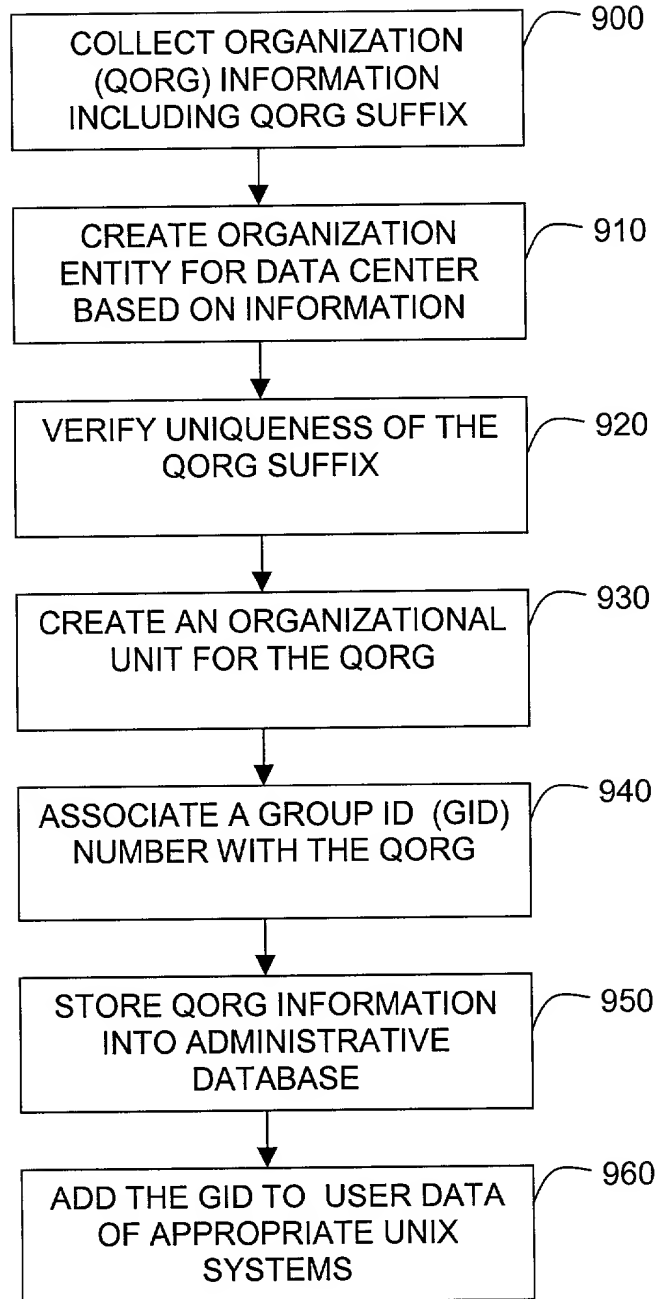 COLLECT ORGANIZATION
(QORG) INFORMATION
INCLUDING QORG SUFFIX
900
CREATE ORGANIZATION
ENTITY FOR DATA CENTER
BASED ON INFORMATION
910
VERIFY UNIQUENESS OF THE
QORG SUFFIX
920
CREATE AN ORGANIZATIONAL
UNIT FOR THE QORG
930
ASSOCIATE A GROUP ID (GID)
NUMBER WITH THE QORG
940
STORE QORG INFORMATION
INTO ADMINISTRATIVE
DATABASE
950
ADD THE GID TO USER DATA
OF APPROPRIATE UNIX
SYSTEMS
960